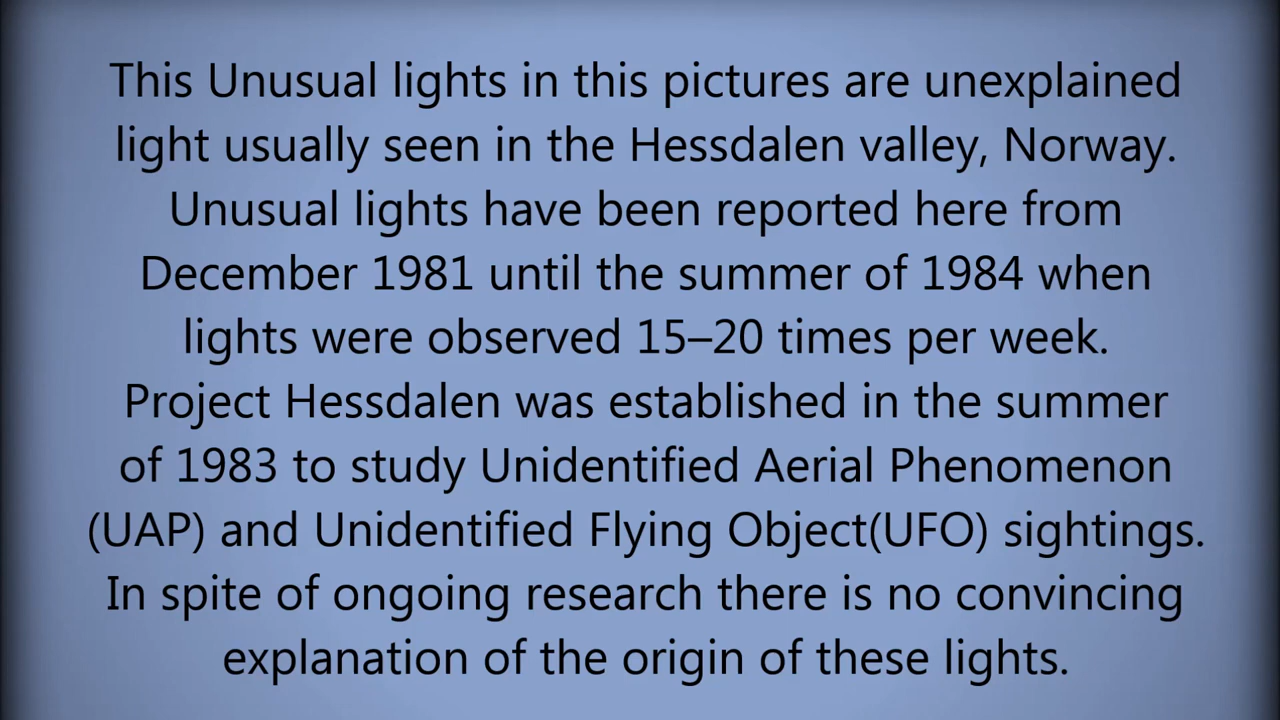 This Unusual lights in this pictures are unexplained
light usually seen in the Hessdalen valley, Norway.
Unusual lights have been reported here from
December 1981 until the summer of 1984 when
lights were observed 15–20 times per week.
Project Hessdalen was established in the summer
of 1983 to study Unidentified Aerial Phenomenon
(UAP) and Unidentified Flying Object(UFO) sightings.
In spite of ongoing research there is no convincing
explanation of the origin of these lights.